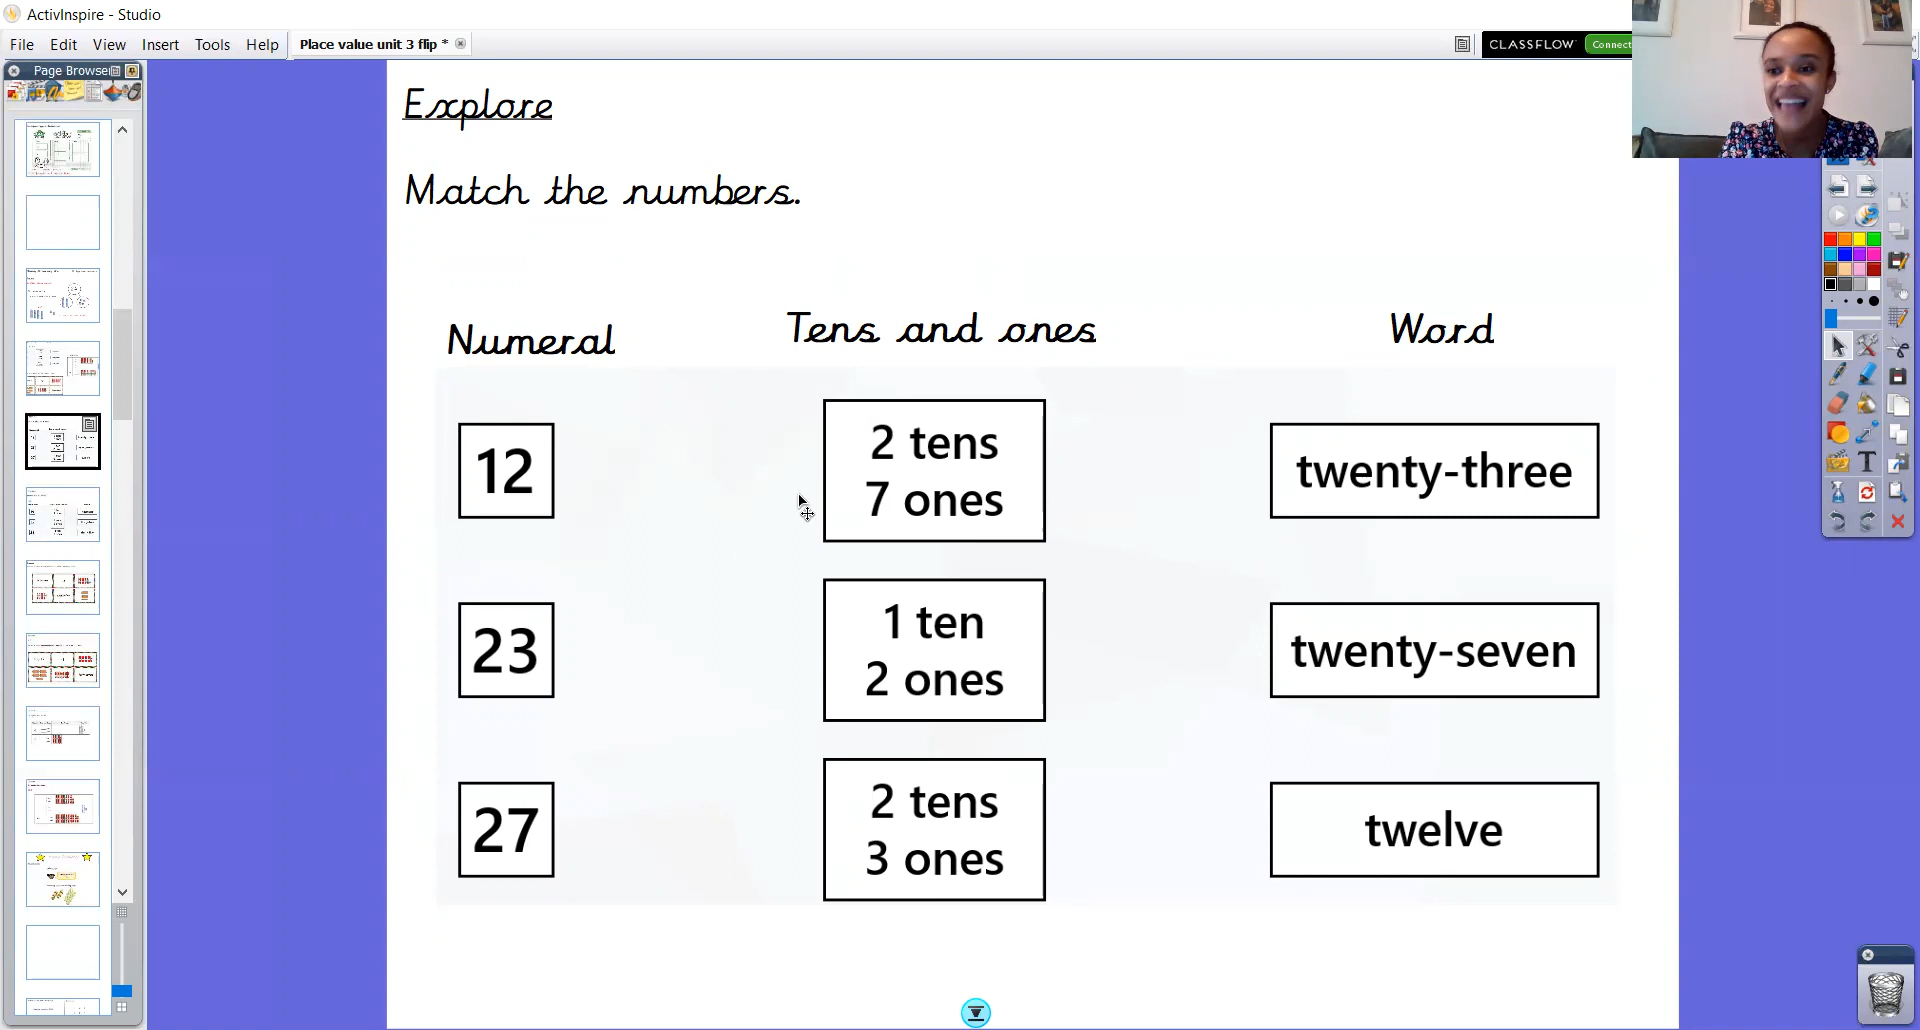 ActivInspire - Studio
File Edit View Insert Tools Help
Place value unit 3 flip *
CLASSFLOW
Connect
Page Browser
Explore
Match the numbers.
Numeral Tens and ones Word
12
2 tens
7 ones
twenty-three
23
1 ten
2 ones
twenty-seven
27
2 tens
3 ones
twelve